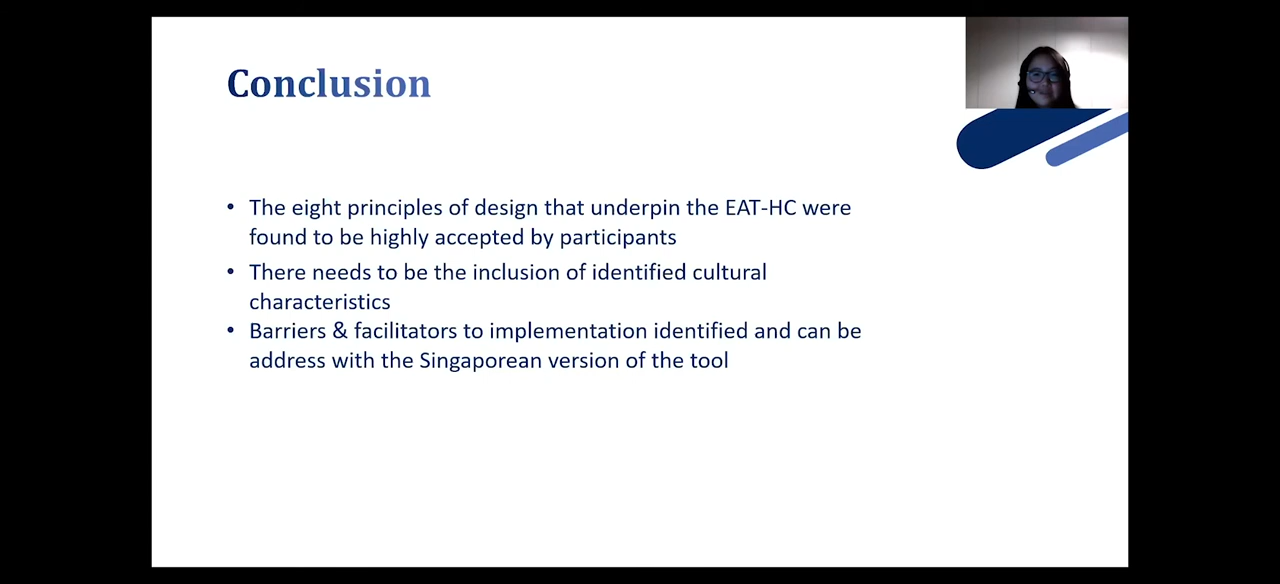 Conclusion
• The eight principles of design that underpin the EAT-HC were
found to be highly accepted by participants
• There needs to be the inclusion of identified cultural
characteristics
• Barriers & facilitators to implementation identified and can be
address with the Singaporean version of the tool